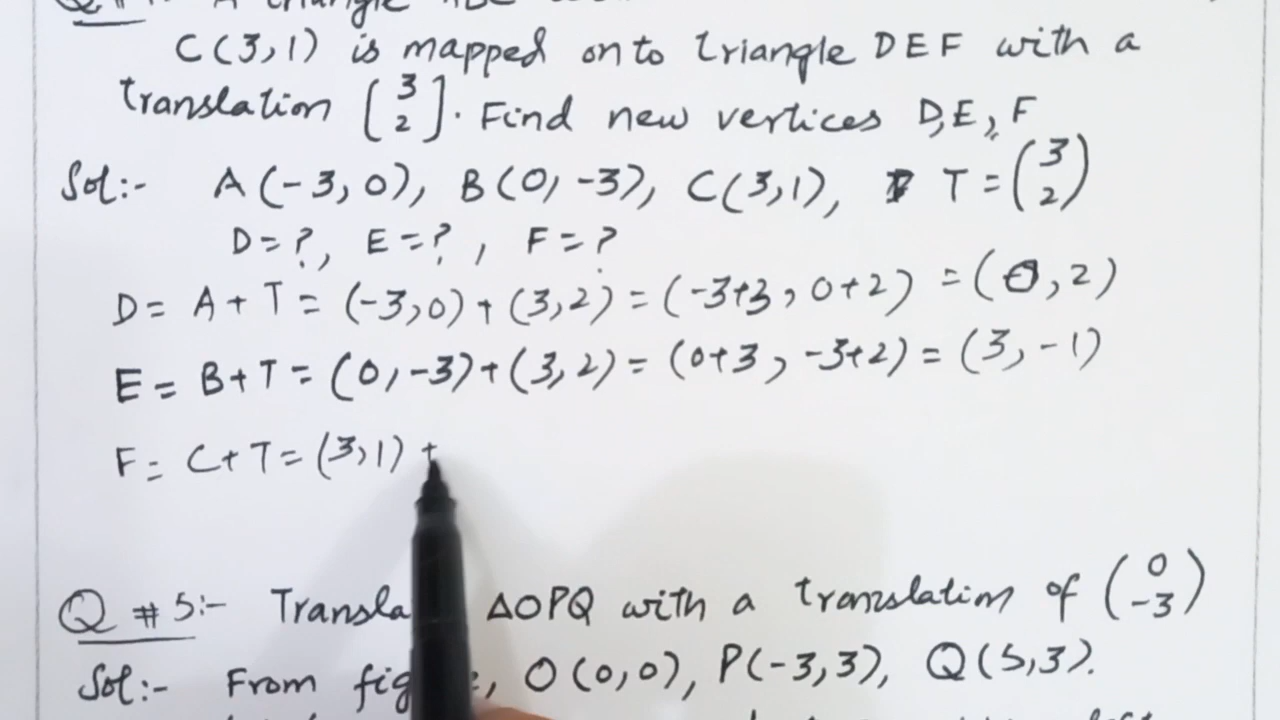 C(3,1) is mapped onto triangle DEF with a
translation [3 2]. Find new vertices D,E,F
Sol:- A(-3,0), B(0,-3), C(3,1), T=(3 2)
D=?, E=?, F=?
D= A+T= (-3,0)+(3,2)= (-3+3, 0+2) =(0,2)
E= B+T= (0,-3)+(3,2)= (0+3, -3+2)= (3,-1)
F= C+T= (3,1) +
Q#5:- Transla ΔOPQ with a translation of (0 -3)
Sol:- From fig , O(0,0), P(-3,3), Q(5,3).